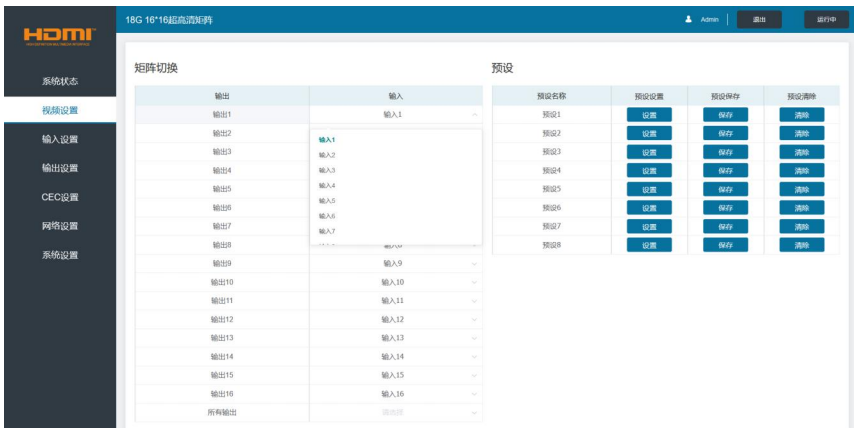 HDMI
18G 16*16超高清矩阵
Admin
退出
运行中
系统状态
视频设置
输入设置
输出设置
CEC设置
网络设置
系统设置
矩阵切换
输出 输入
输出1 输入1
输出2
输出3
输出4
输出5
输出6
输出7
输出8
输出9 输入9
输出10 输入10
输出11 输入11
输出12 输入12
输出13 输入13
输出14 输入14
输出15 输入15
输出16 输入16
所有输出 请选择
输入1
输入2
输入3
输入4
输入5
输入6
输入7
预设
预设名称 预设设置 预设保存 预设清除
预设1 设置 保存 清除
预设2 设置 保存 清除
预设3 设置 保存 清除
预设4 设置 保存 清除
预设5 设置 保存 清除
预设6 设置 保存 清除
预设7 设置 保存 清除
预设8 设置 保存 清除